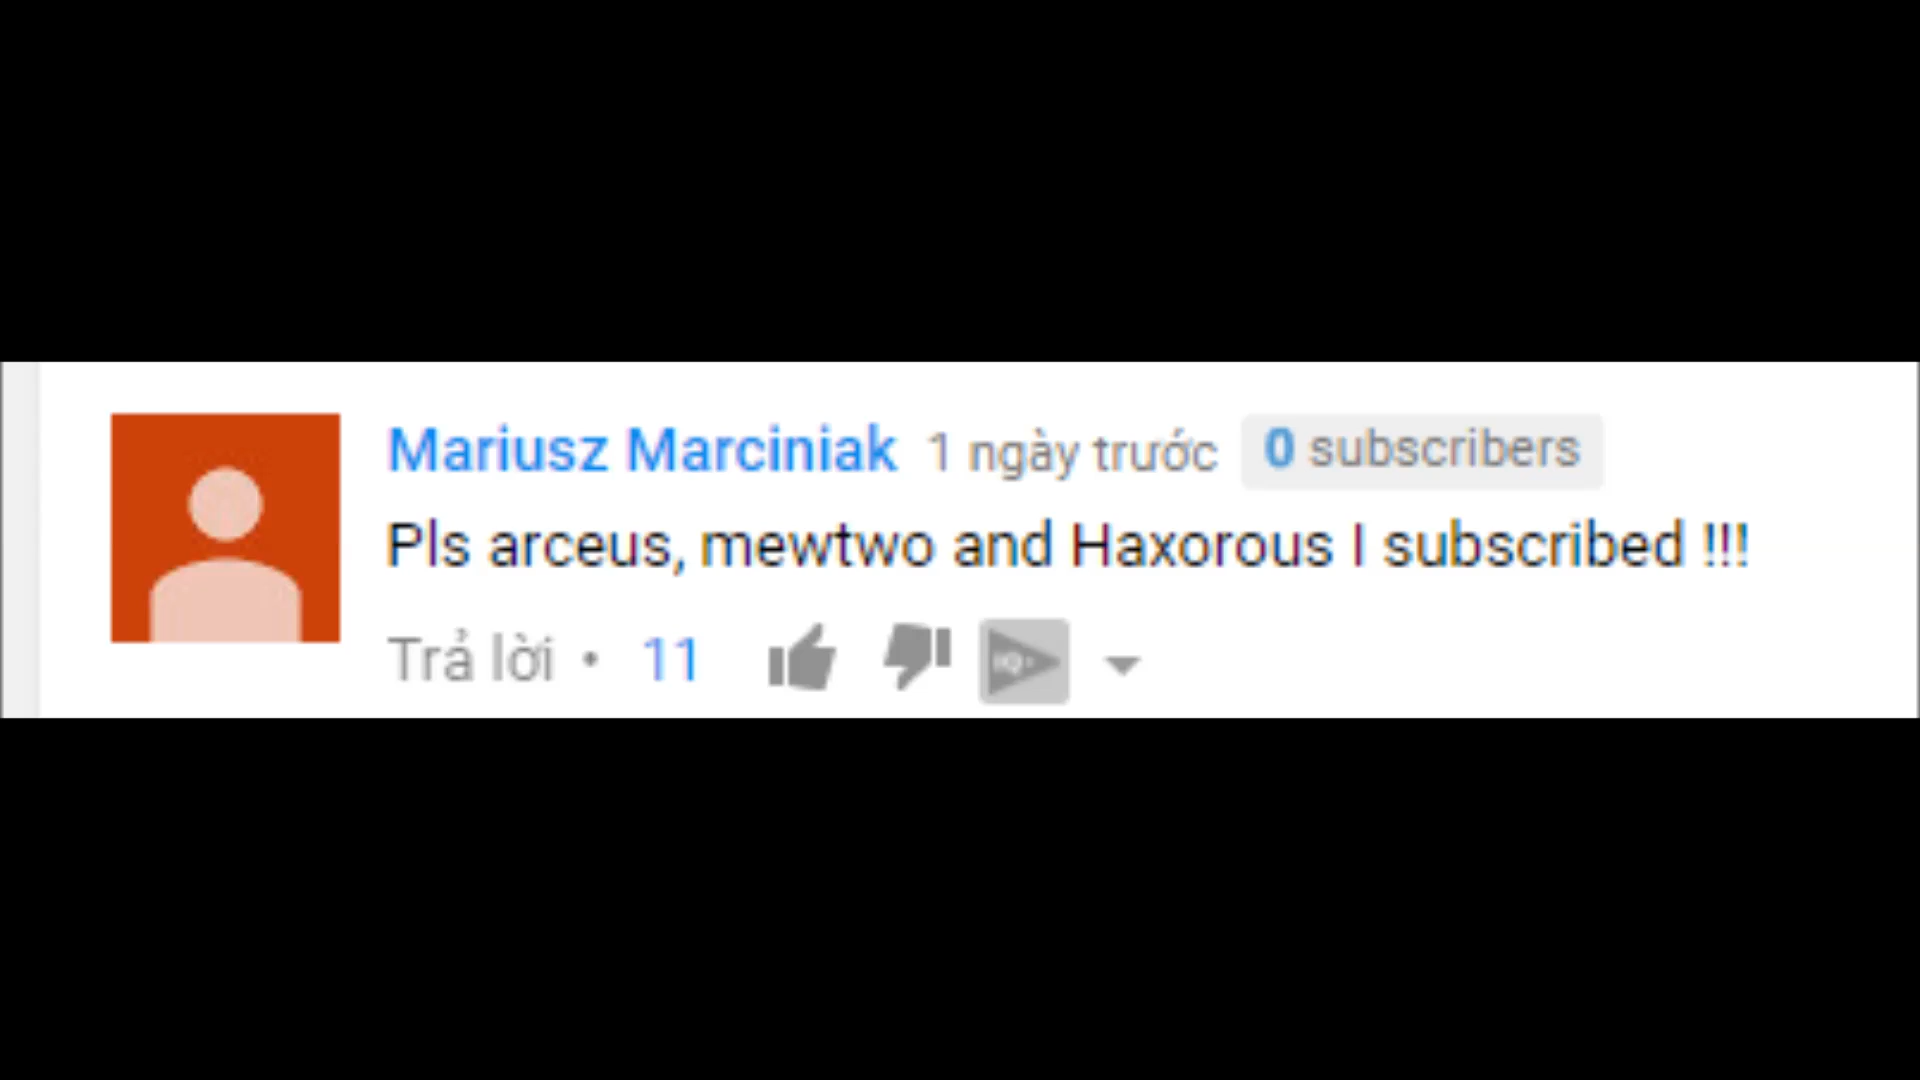 Mariusz Marciniak 1 ngày trước 0 subscribers
Pls arceus, mewtwo and Haxorous I subscribed !!!
Trả lời • 11